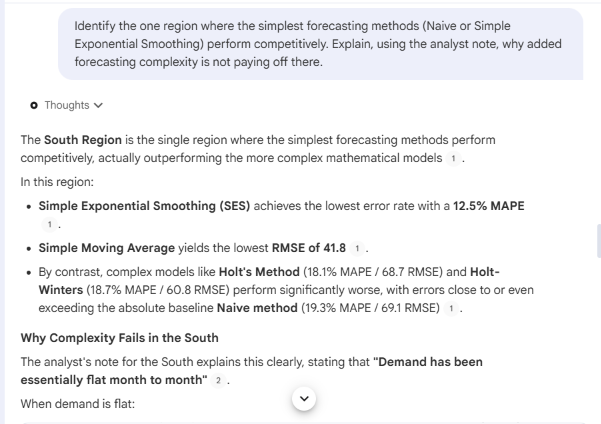 Identify the one region where the simplest forecasting methods (Naive or Simple
Exponential Smoothing) perform competitively. Explain, using the analyst note, why added
forecasting complexity is not paying off there.
Thoughts
The South Region is the single region where the simplest forecasting methods perform
competitively, actually outperforming the more complex mathematical models 1 .
In this region:
• Simple Exponential Smoothing (SES) achieves the lowest error rate with a 12.5% MAPE
1 .
• Simple Moving Average yields the lowest RMSE of 41.8 1 .
• By contrast, complex models like Holt's Method (18.1% MAPE / 68.7 RMSE) and Holt-
Winters (18.7% MAPE / 60.8 RMSE) perform significantly worse, with errors close to or even
exceeding the absolute baseline Naive method (19.3% MAPE / 69.1 RMSE) 1 .
Why Complexity Fails in the South
The analyst's note for the South explains this clearly, stating that "Demand has been
essentially flat month to month" 2 .
When demand is flat: